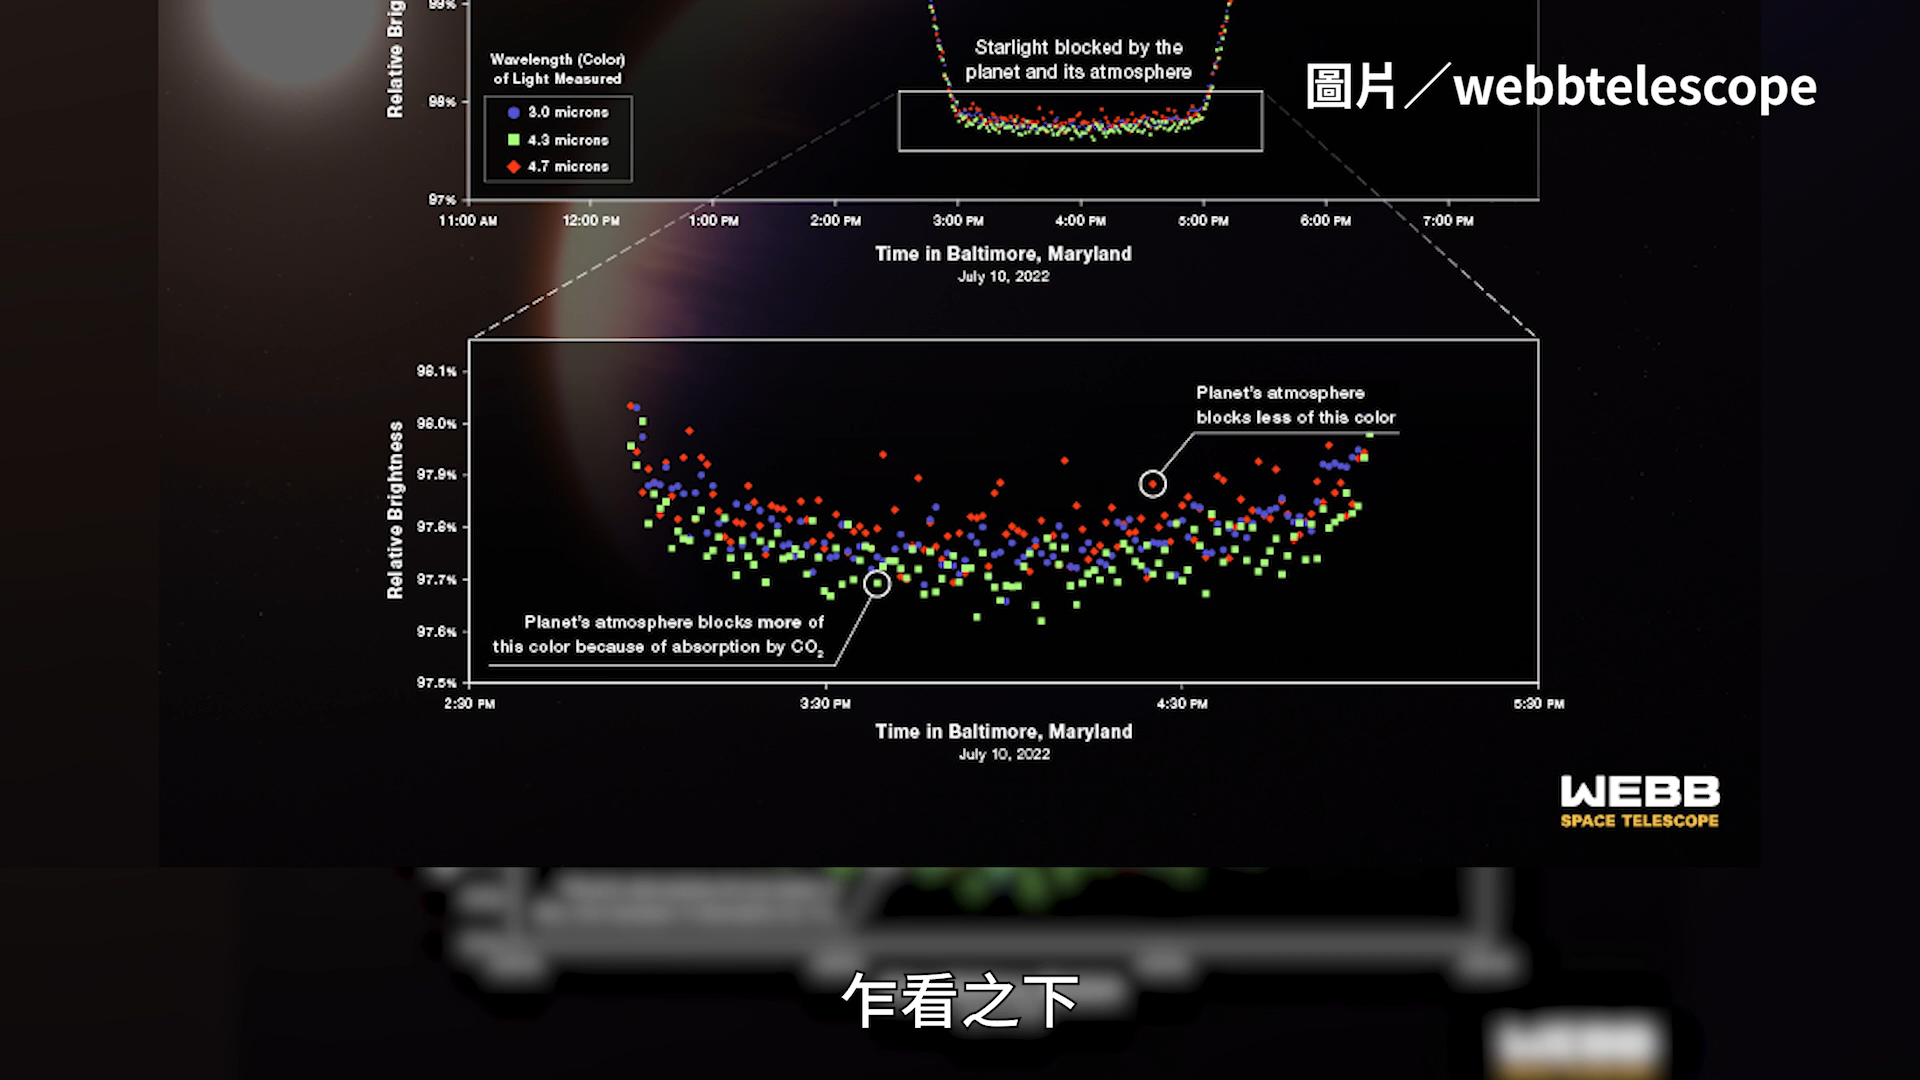 99%
Relative Brig
Wavelength (Color)
of Light Measured
3.0 microns
4.3 microns
4.7 microns
Starlight blocked by the
planet and its atmosphere
圖片／webbtelescope
98%
97%
11:00 AM 12:00 PM 1:00 PM 2:00 PM 3:00 PM 4:00 PM 5:00 PM 6:00 PM 7:00 PM
Time in Baltimore, Maryland
July 10, 2022
Relative Brightness
98.1%
98.0%
97.9%
97.8%
97.7%
97.6%
97.5%
Planet's atmosphere
blocks less of this color
Planet's atmosphere blocks more of
this color because of absorption by CO₂
2:30 PM 3:30 PM 4:30 PM 5:30 PM
Time in Baltimore, Maryland
July 10, 2022
WEBB
SPACE TELESCOPE
乍看之下
WEBB